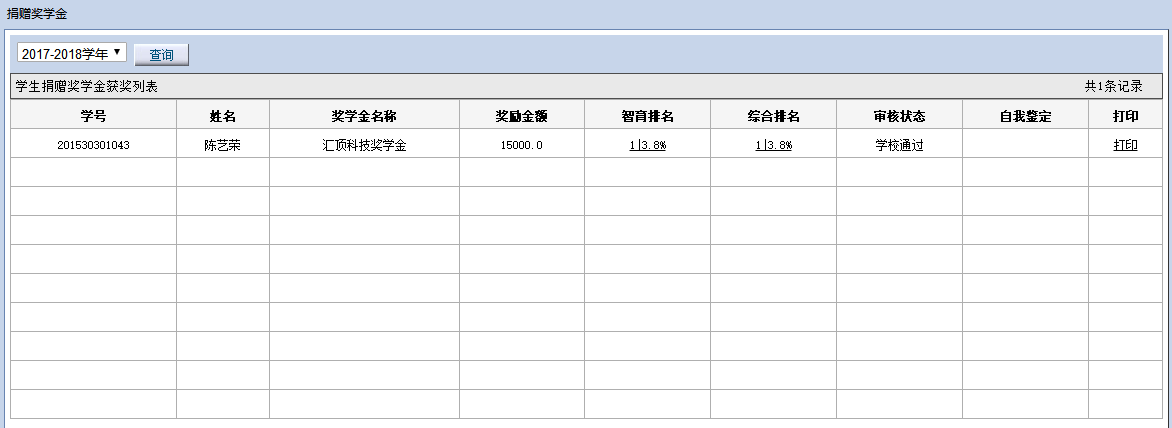 捐赠奖学金
2017-2018学年 查询
学生捐赠奖学金获奖列表 共1条记录
学号 姓名 奖学金名称 奖励金额 智育排名 综合排名 审核状态 自我鉴定 打印
201530301043 陈艺荣 汇顶科技奖学金 15000.0 1|3.8% 1|3.8% 学校通过 打印